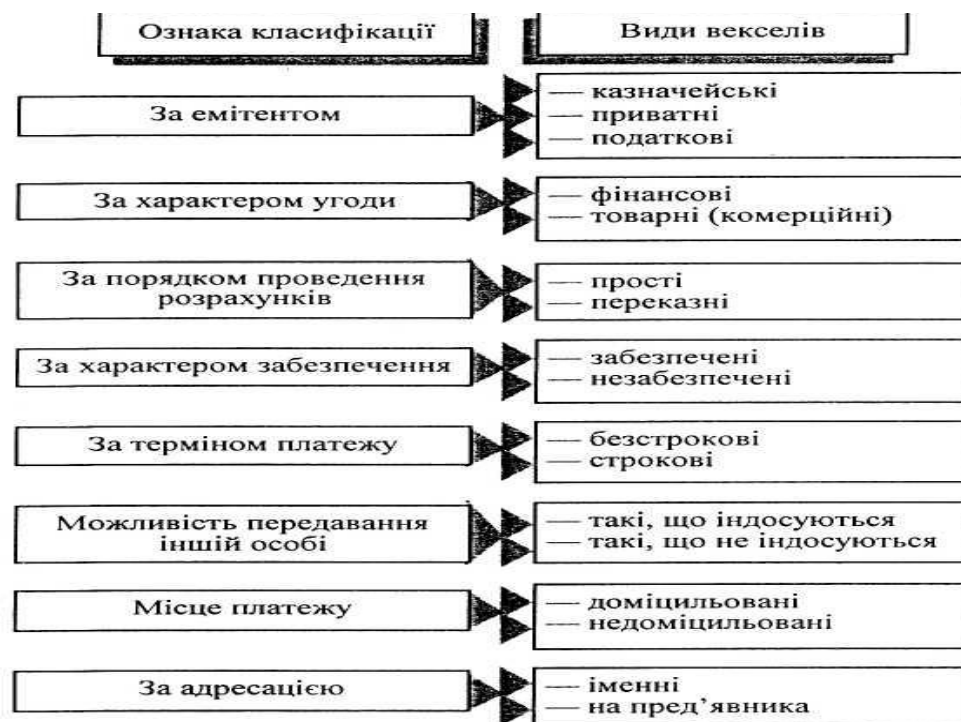 Ознака класифікації
Види векселів
За емітентом
— казначейські
— приватні
— податкові
За характером угоди
— фінансові
— товарні (комерційні)
За порядком проведення
розрахунків
— прості
— переказні
За характером забезпечення
— забезпечені
— незабезпечені
За терміном платежу
— безстрокові
— строкові
Можливість передавання
іншій особі
— такі, що індосуються
— такі, що не індосуються
Місце платежу
— доміцильовані
— недоміцильовані
За адресацією
— іменні
— на пред’явника